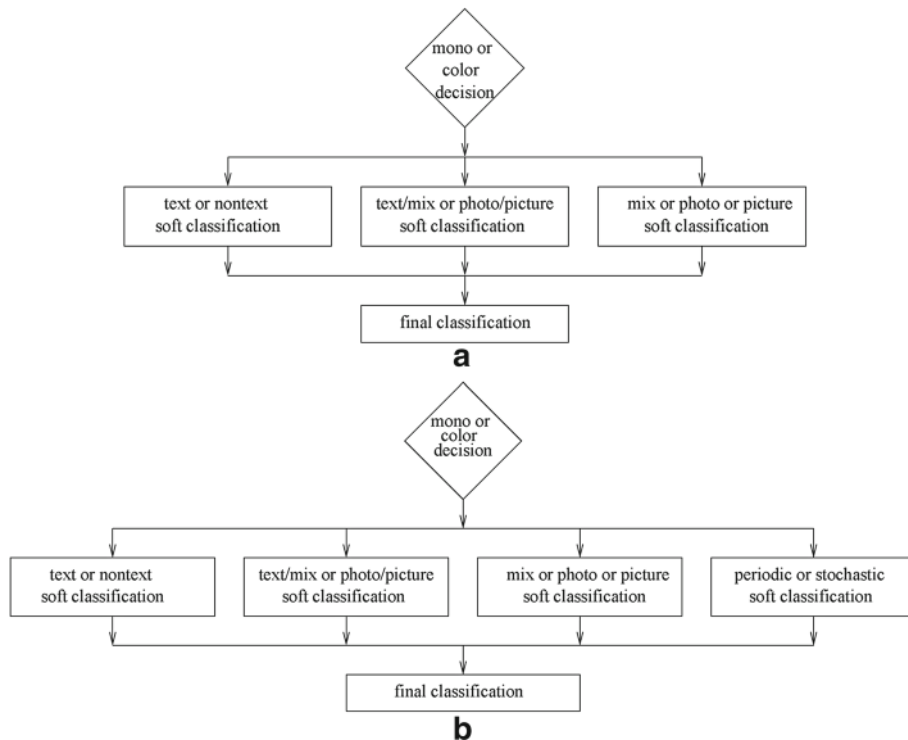 mono or
color
decision
text or nontext
soft classification
text/mix or photo/picture
soft classification
mix or photo or picture
soft classification
final classification
a
mono or
color
decision
text or nontext
soft classification
text/mix or photo/picture
soft classification
mix or photo or picture
soft classification
periodic or stochastic
soft classification
final classification
b